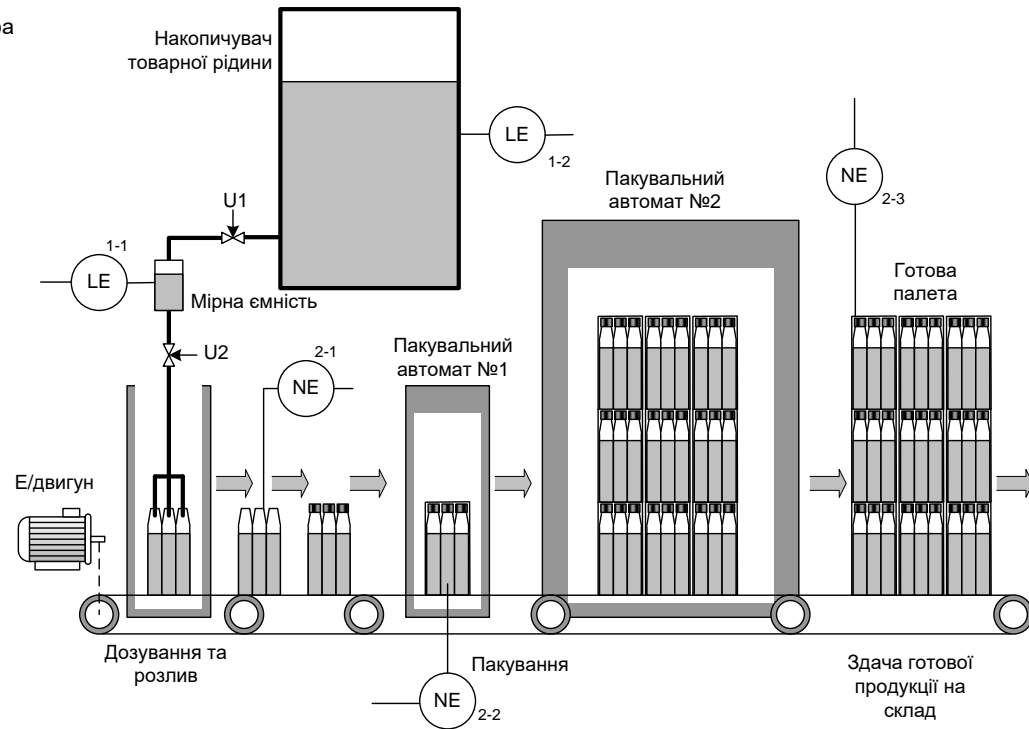 Накопичувач
товарної рідини
LE
1-2
NE
2-3
Пакувальний
автомат №2
U1
1-1
LE
Мірна ємність
Готова
палета
U2
2-1
NE
Пакувальний
автомат №1
Е/двигун
Дозування та
розлив
Пакування
NE
2-2
Здача готової
продукції на
склад